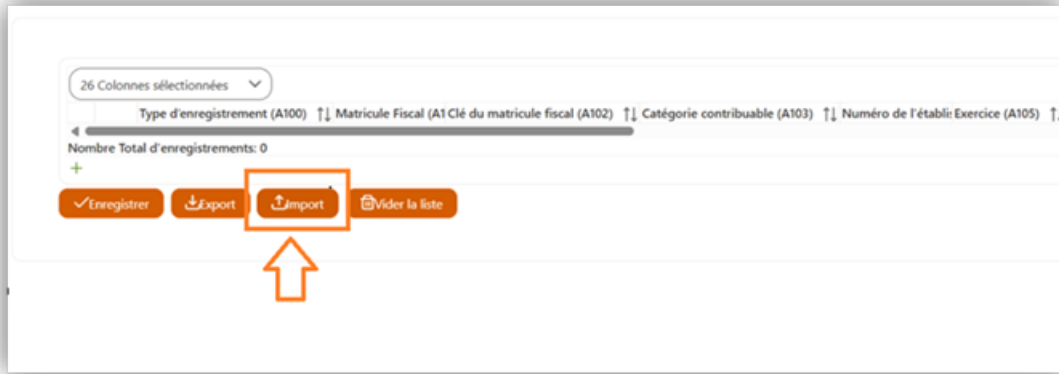 26 Colonnes sélectionnées
Type d'enregistrement (A100) Matricule Fiscal (A1 Clé du matricule fiscal (A102) Catégorie contribuable (A103) Numéro de l'établi: Exercice (A105)
Nombre Total d'enregistrements: 0
+
Enregistrer Export Import Vider la liste